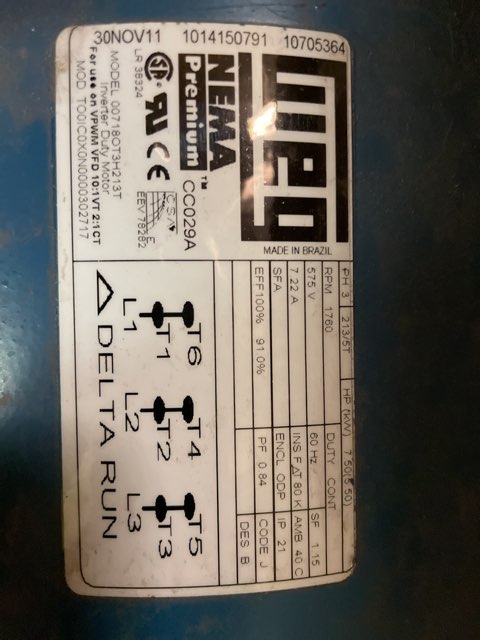 30NOV11 1014150791 10705364
WEG
MADE IN BRAZIL
NEMA
Premium™
CC029A
LR 38324
EEV 78282
MODEL 00718OT3H213T
Inverter Duty Motor
For use on VPWM VFD 10:1VT 2:1CT
MOD. TO0IC0X0N0000302717
PH 3 213/5T HP (kW) 7.50(5.50)
RPM 1760 DUTY CONT
575 V 60 Hz SF 1.15
7.22 A INS F ΔT 80 K AMB 40 C
SFA ENCL ODP IP 21
EFF100% 91.0% PF 0.84 CODE J
DES B
T6 T4 T5
T1 T2 T3
L1 L2 L3
Δ DELTA RUN